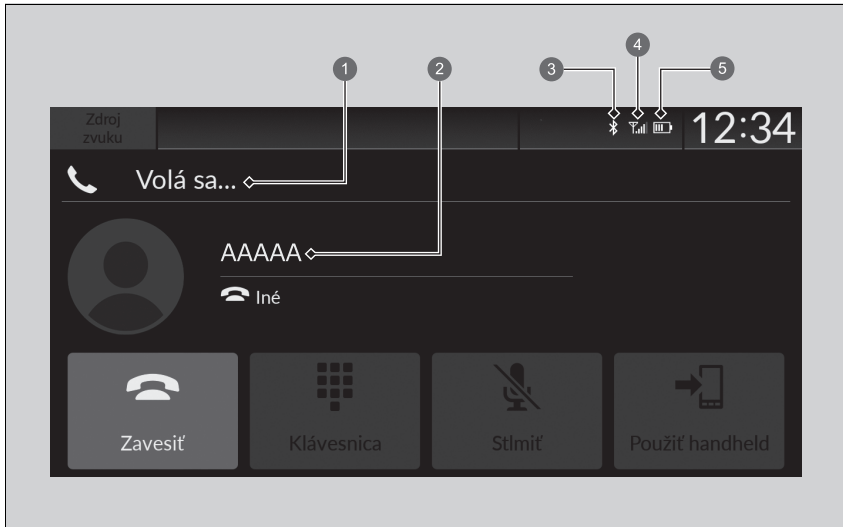 1
2
3
4
5
Zdroj
zvuku
12:34
Volá sa...
AAAAA
Iné
Zavesiť
Klávesnica
Stlmiť
Použiť handheld